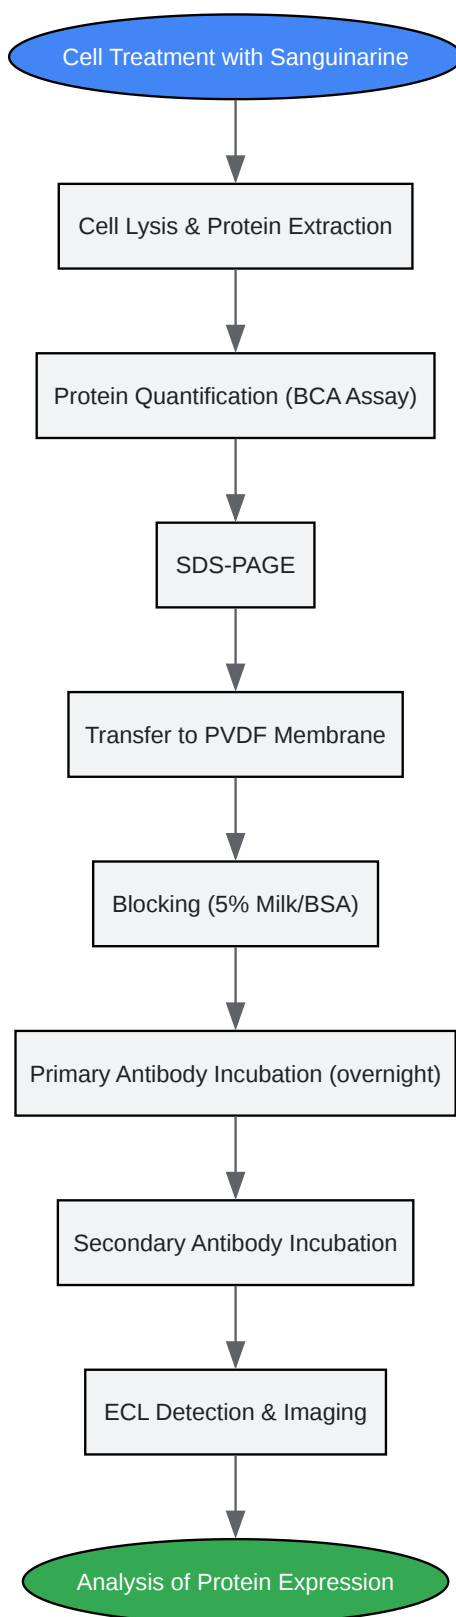 Cell Treatment with Sanguinarine
Cell Lysis & Protein Extraction
Protein Quantification (BCA Assay)
SDS-PAGE
Transfer to PVDF Membrane
Blocking (5% Milk/BSA)
Primary Antibody Incubation (overnight)
Secondary Antibody Incubation
ECL Detection & Imaging
Analysis of Protein Expression